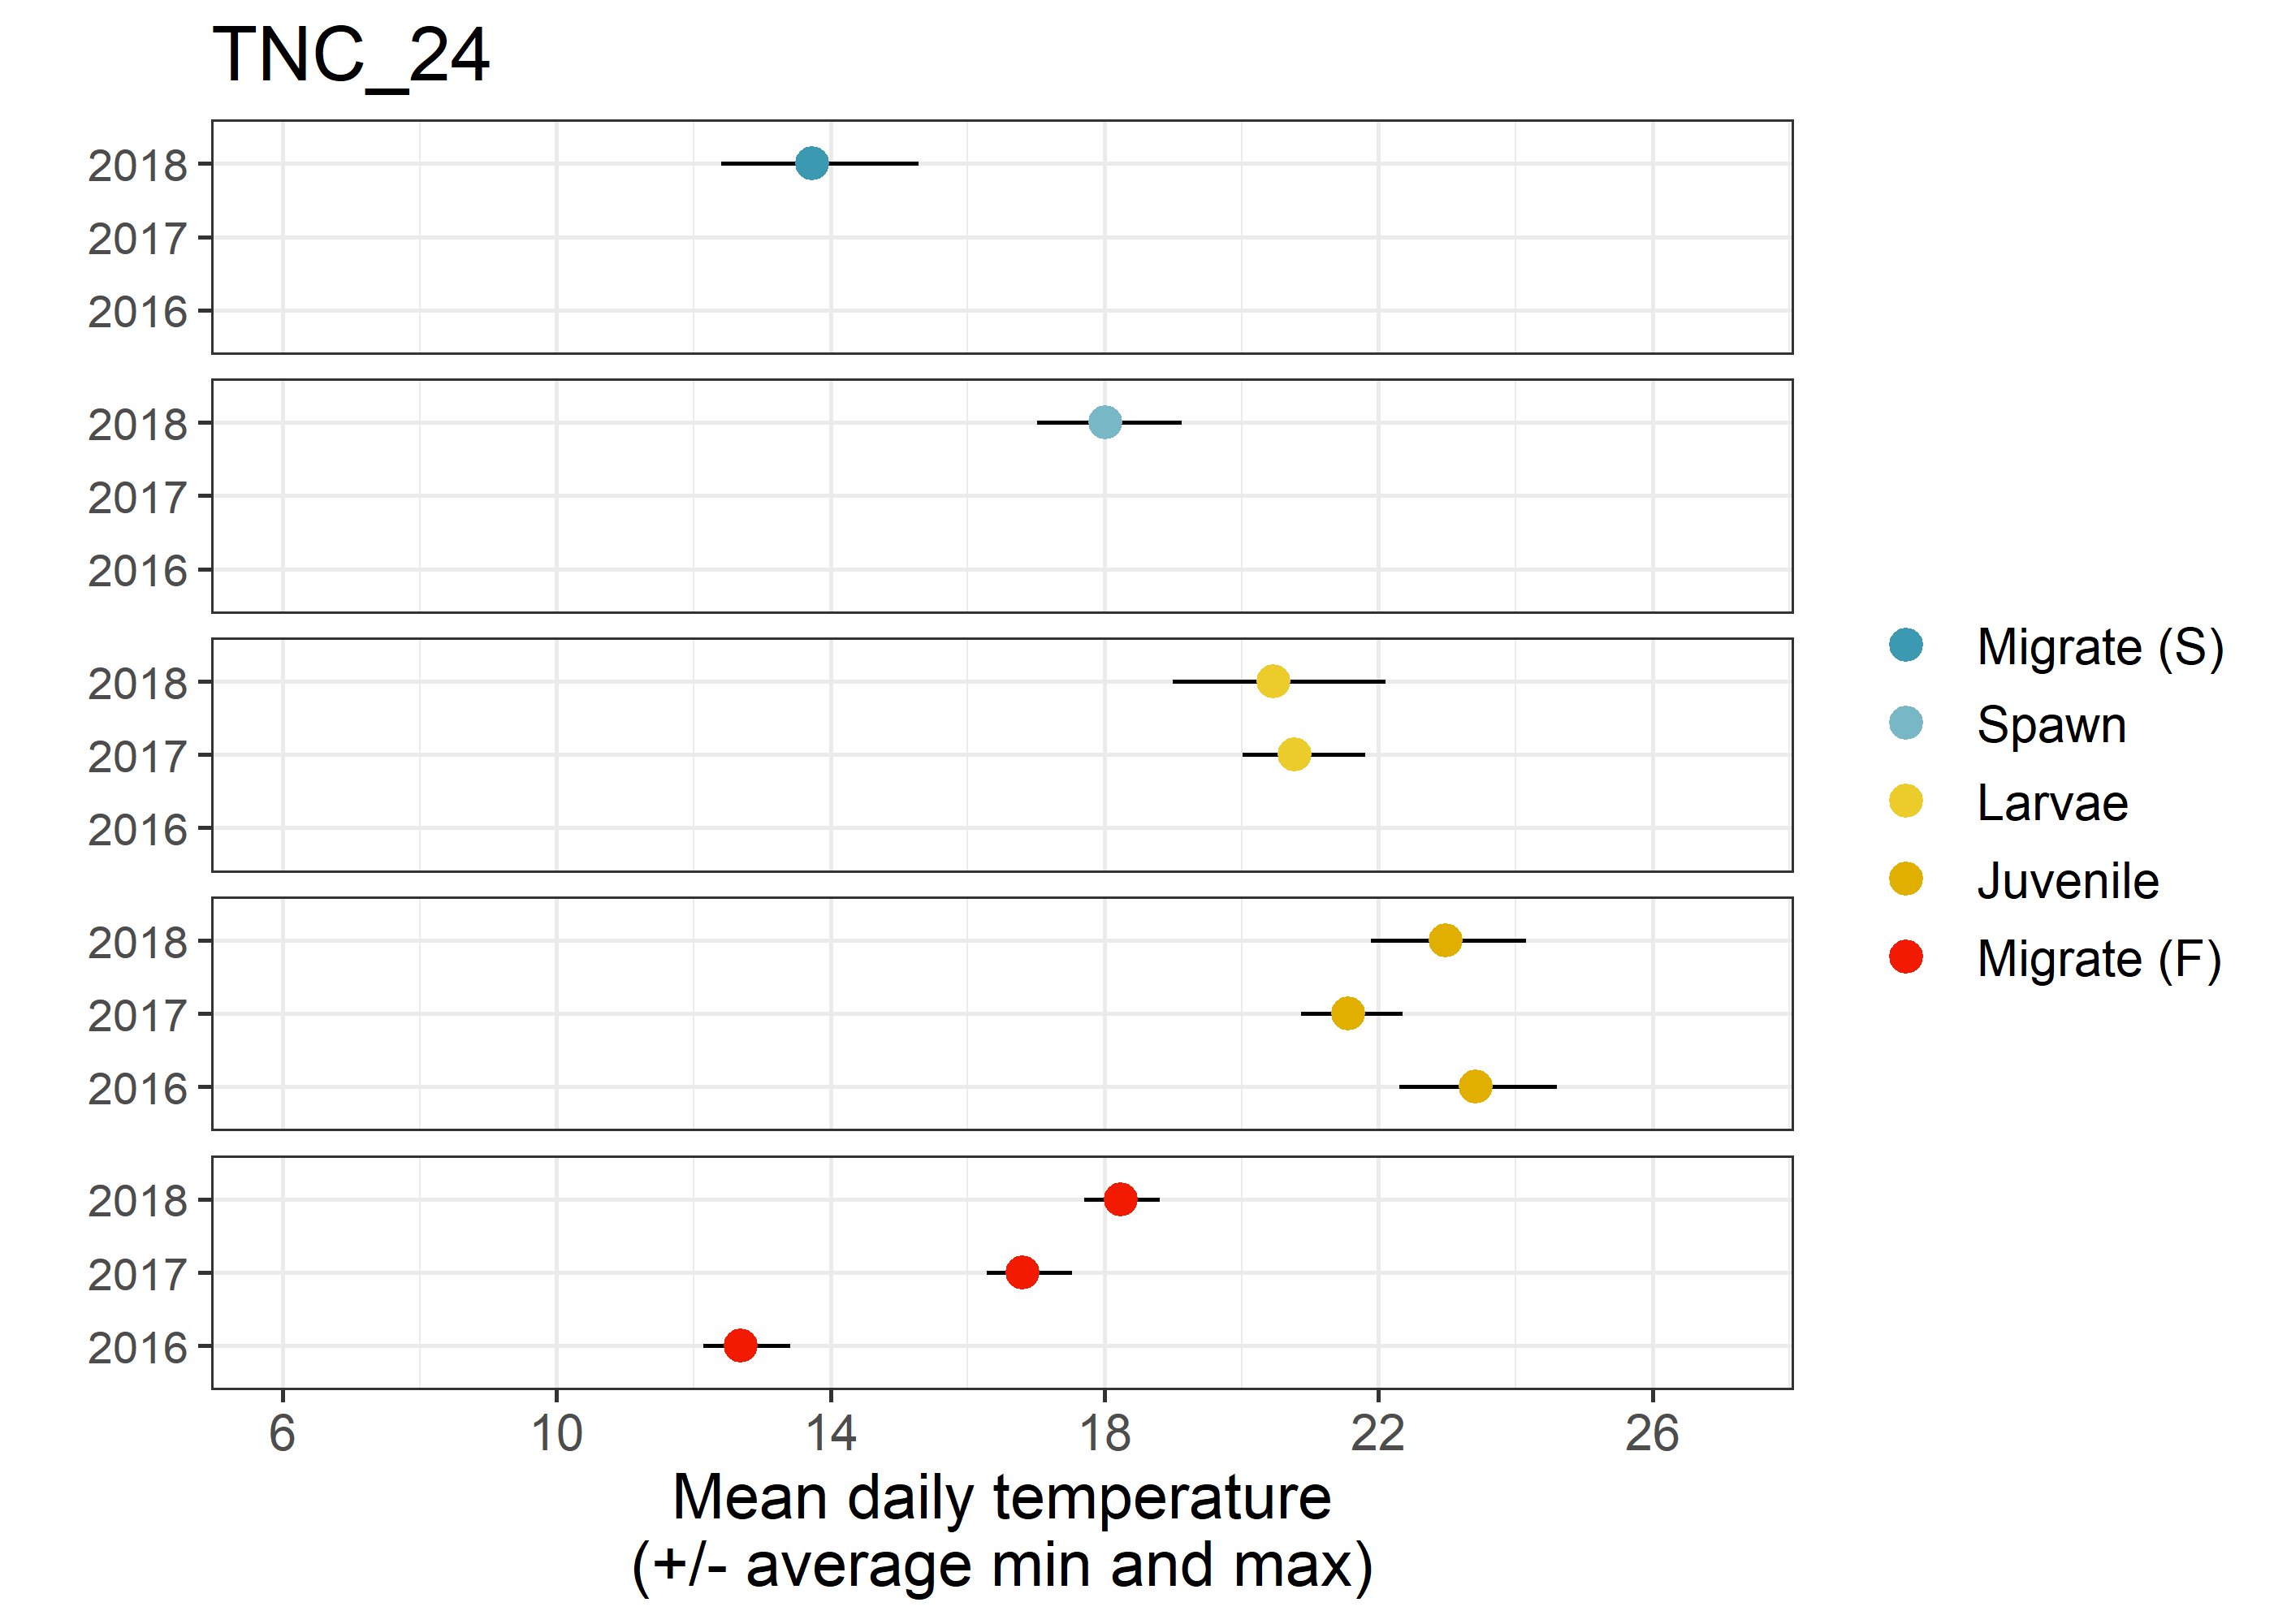 TNC_24
2018
2017
2016
2018
2017
2016
2018
2017
2016
2018
2017
2016
2018
2017
2016
6 10 14 18 22 26
Mean daily temperature
(+/- average min and max)
Migrate (S)
Spawn
Larvae
Juvenile
Migrate (F)